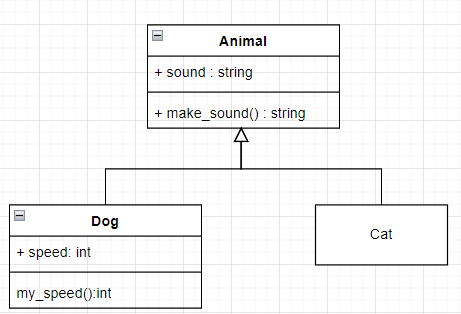 Animal
+ sound : string
+ make_sound() : string
Dog
+ speed: int
my_speed():int
Cat